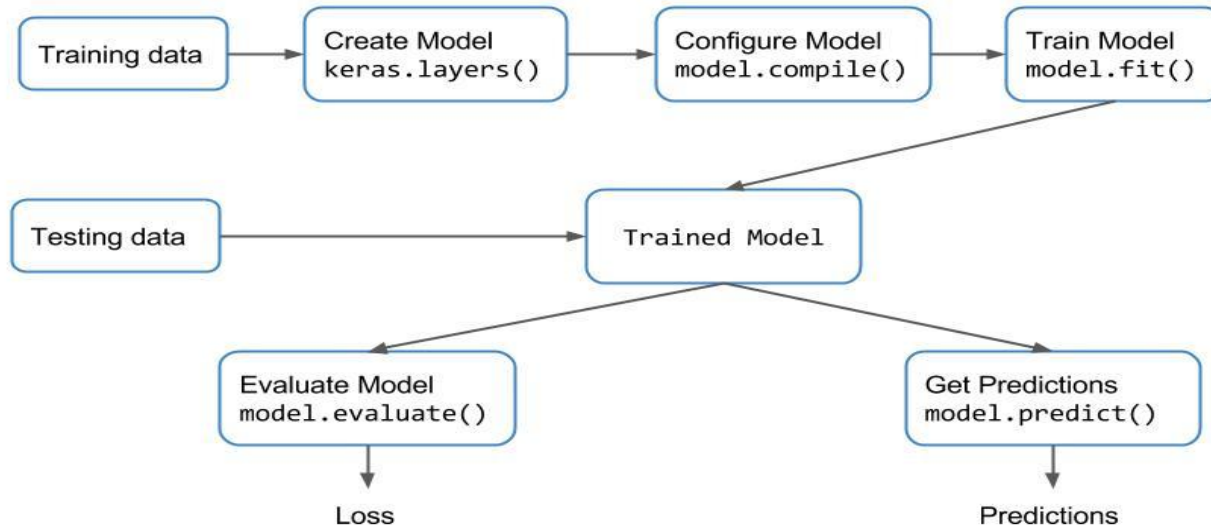 Training data
Create Model
keras.layers()
Configure Model
model.compile()
Train Model
model.fit()
Testing data
Trained Model
Evaluate Model
model.evaluate()
Get Predictions
model.predict()
Loss
Predictions